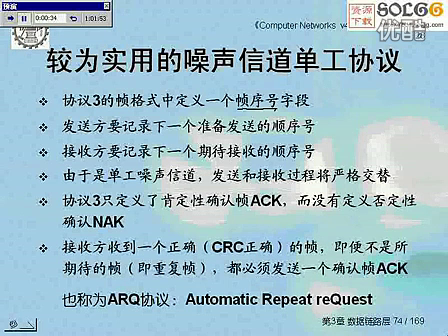 预演
0:00:34
1:01:53
《Computer Networks v4
资源下载
SOL66
优酷
较为实用的噪声信道单工协议
协议3的帧格式中定义一个帧序号字段
发送方要记录下一个准备发送的顺序号
接收方要记录下一个期待接收的顺序号
由于是单工噪声信道，发送和接收过程将严格交替
协议3只定义了肯定性确认帧ACK，而没有定义否定性
确认NAK
接收方收到一个正确（CRC正确）的帧，即便不是所
期待的帧（即重复帧），都必须发送一个确认帧ACK
也称为ARQ协议：Automatic Repeat reQuest
第3章 数据链路层 74 / 169